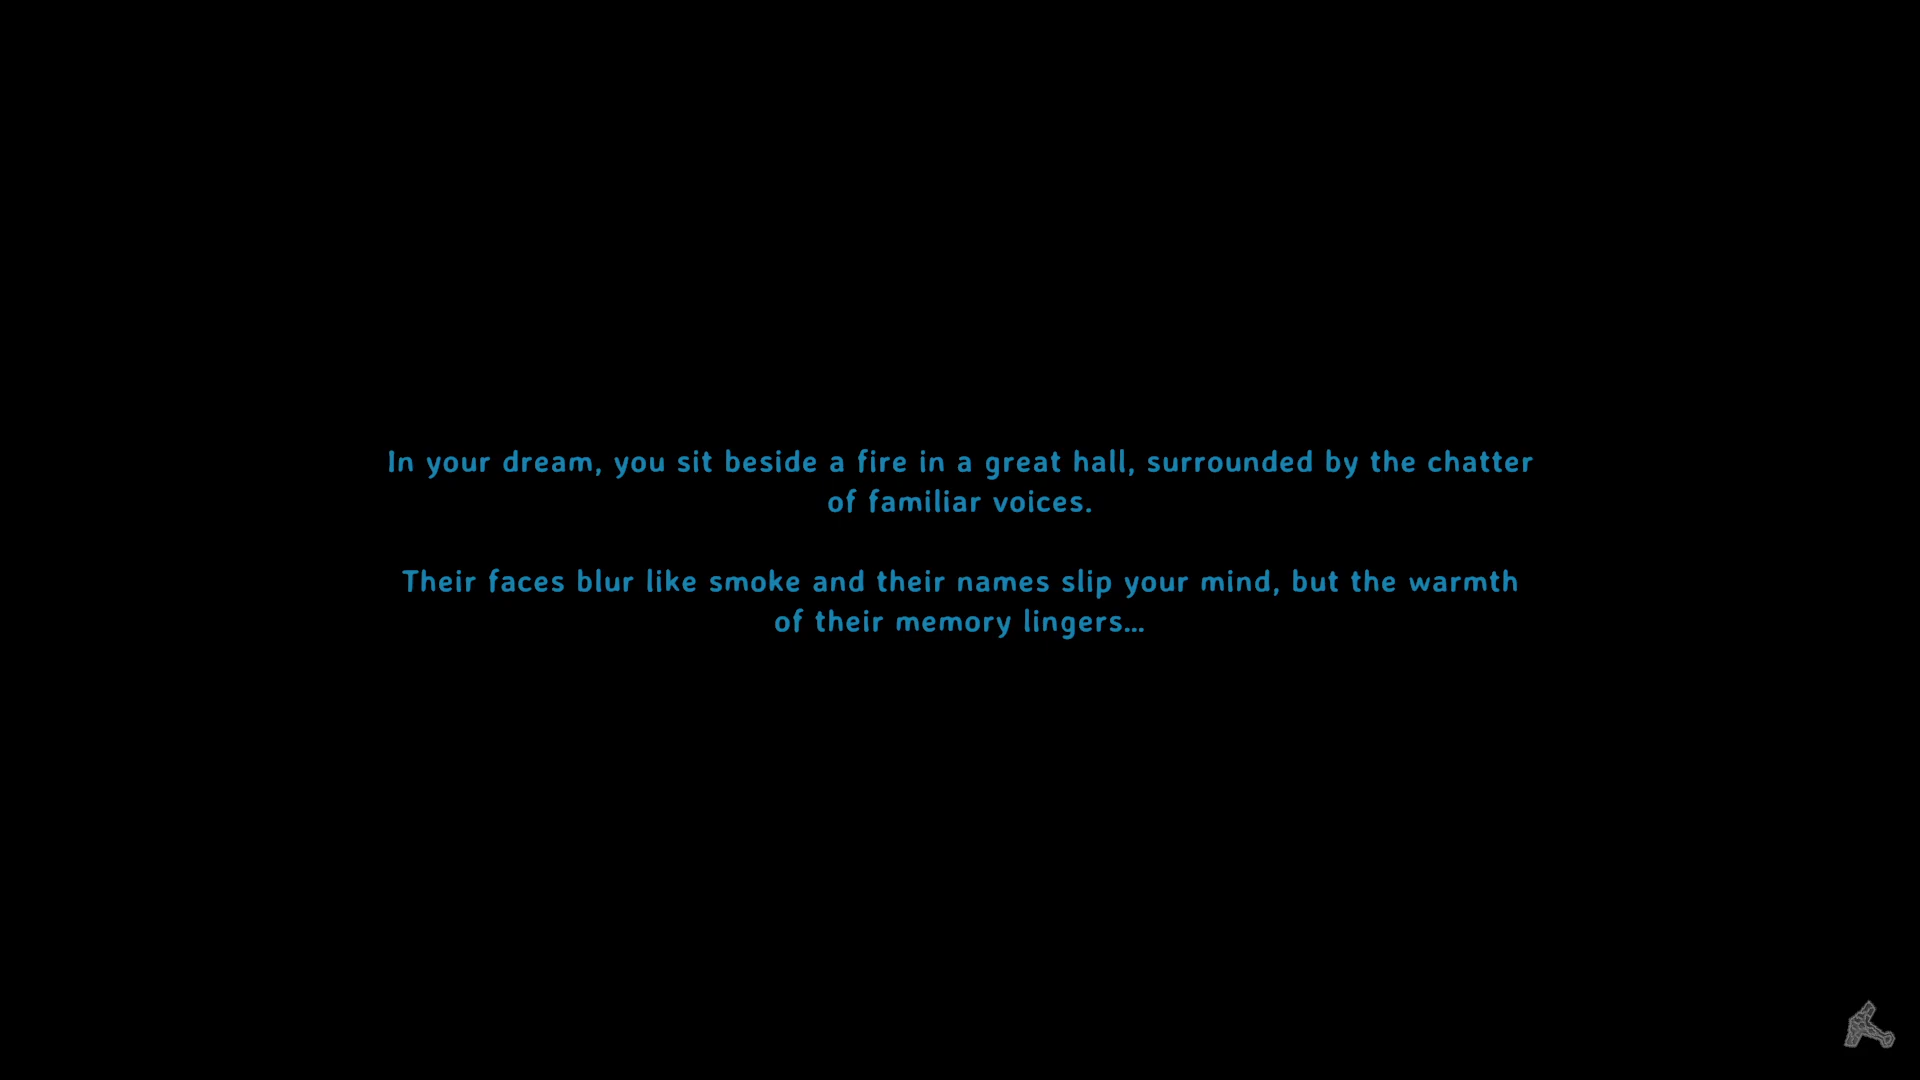 In your dream, you sit beside a fire in a great hall, surrounded by the chatter
of familiar voices.
Their faces blur like smoke and their names slip your mind, but the warmth
of their memory lingers...